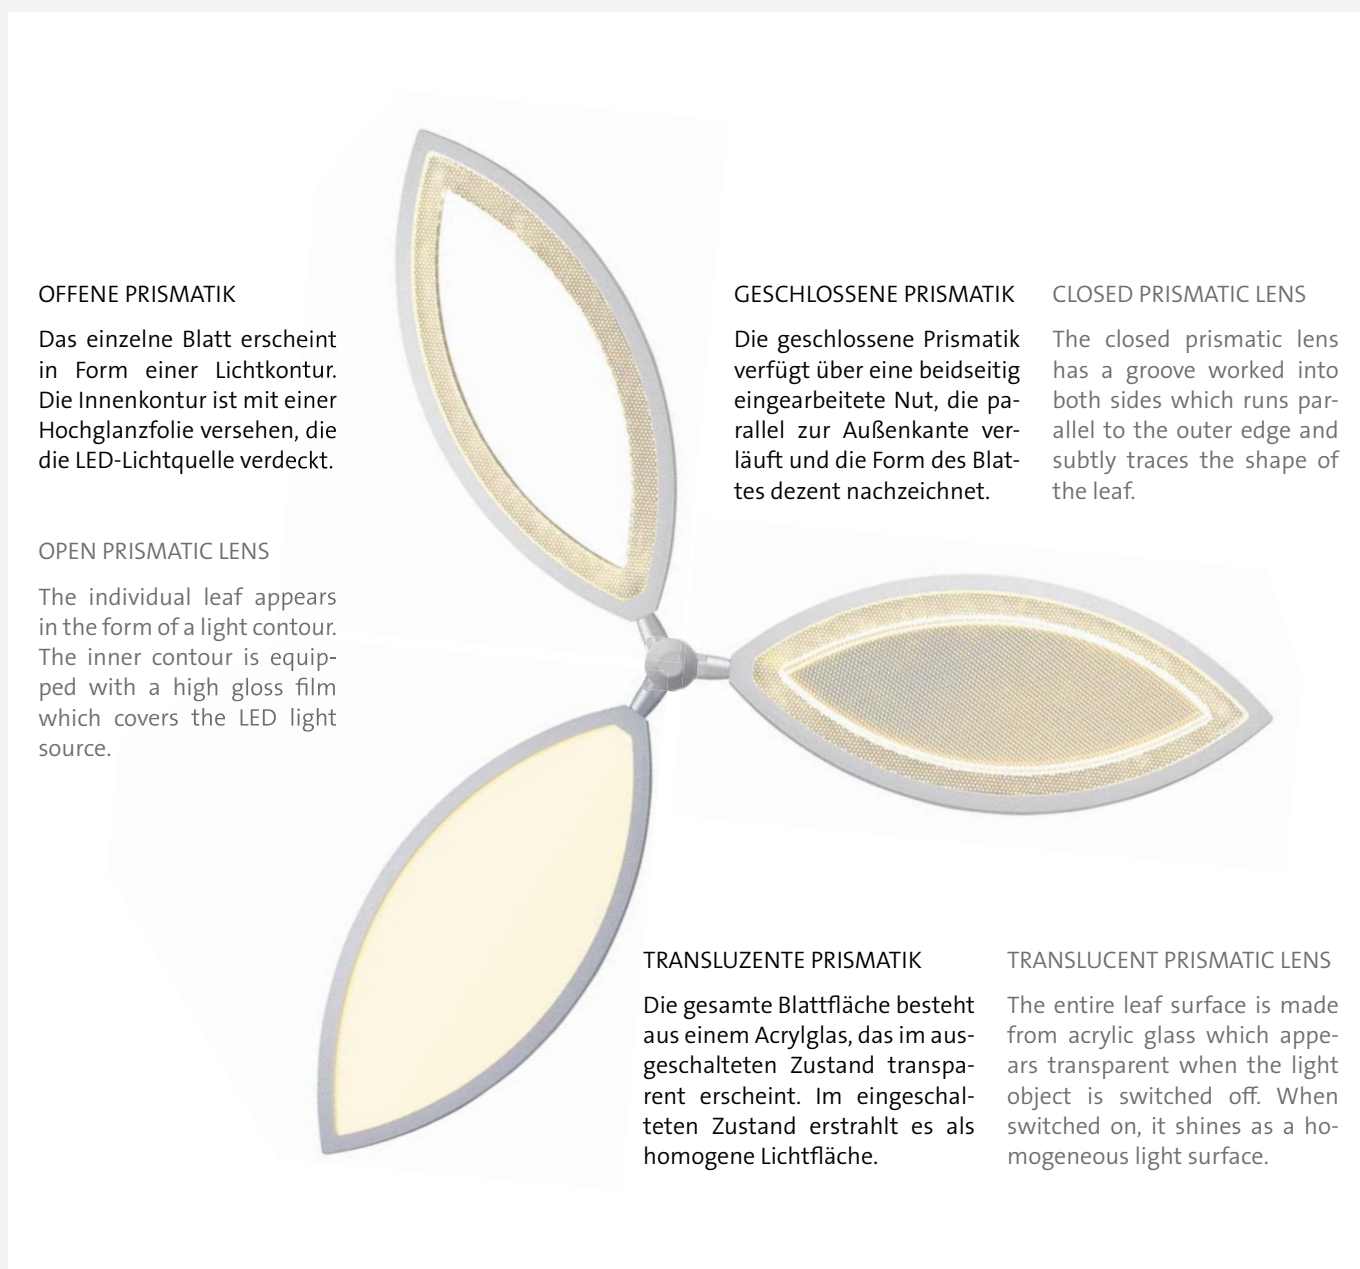 OFFENE PRISMATIK
Das einzelne Blatt erscheint
in Form einer Lichtkontur.
Die Innenkontur ist mit einer
Hochglanzfolie versehen, die
die LED-Lichtquelle verdeckt.
OPEN PRISMATIC LENS
The individual leaf appears
in the form of a light contour.
The inner contour is equip-
ped with a high gloss film
which covers the LED light
source.
GESCHLOSSENE PRISMATIK
Die geschlossene Prismatik
verfügt über eine beidseitig
eingearbeitete Nut, die pa-
rallel zur Außenkante ver-
läuft und die Form des Blat-
tes dezent nachzeichnet.
CLOSED PRISMATIC LENS
The closed prismatic lens
has a groove worked into
both sides which runs par-
allel to the outer edge and
subtly traces the shape of
the leaf.
TRANSLUZENTE PRISMATIK
Die gesamte Blattfläche besteht
aus einem Acrylglas, das im aus-
geschalteten Zustand transpa-
rent erscheint. Im eingeschal-
teten Zustand erstrahlt es als
homogene Lichtfläche.
TRANSLUCENT PRISMATIC LENS
The entire leaf surface is made
from acrylic glass which appe-
ars transparent when the light
object is switched off. When
switched on, it shines as a ho-
mogeneous light surface.